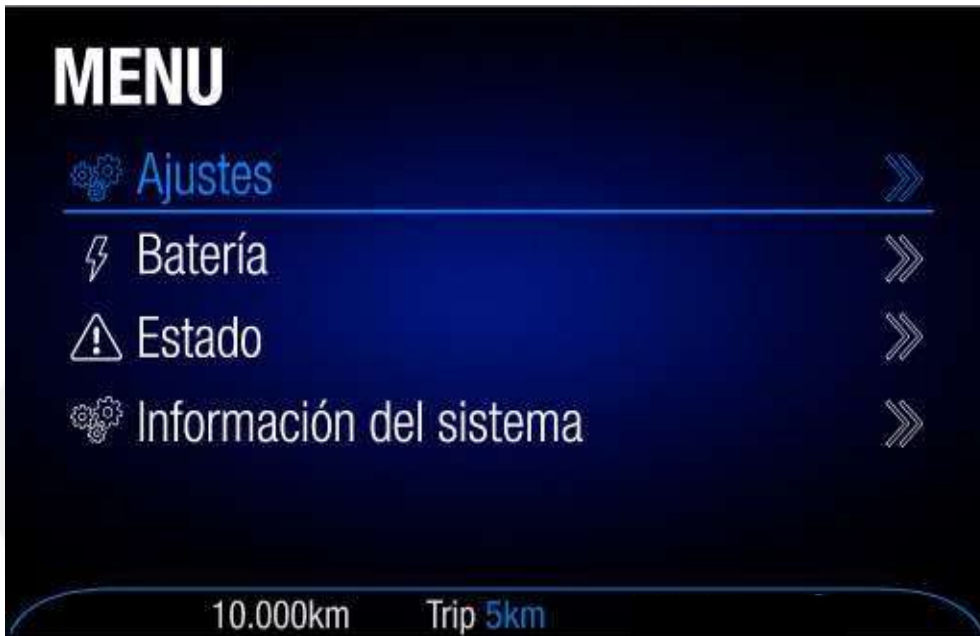 MENU
Ajustes
Batería
Estado
Información del sistema
10.000km Trip 5km